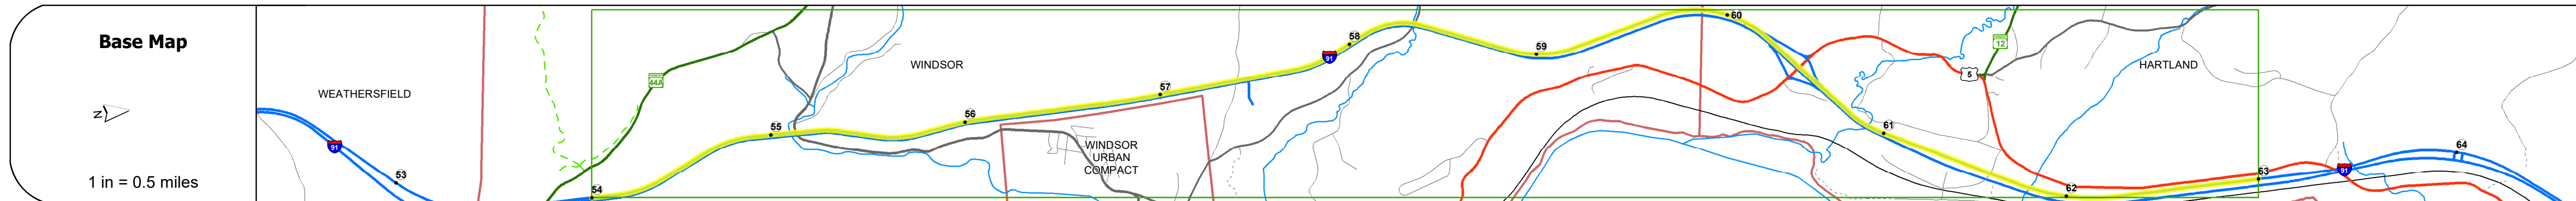 Base Map
N
1 in = 0.5 miles
WEATHERSFIELD
91
53
44A
54
55
WINDSOR
56
WINDSOR
URBAN
COMPACT
57
91
58
59
60
61
5
12
HARTLAND
62
63
91
64